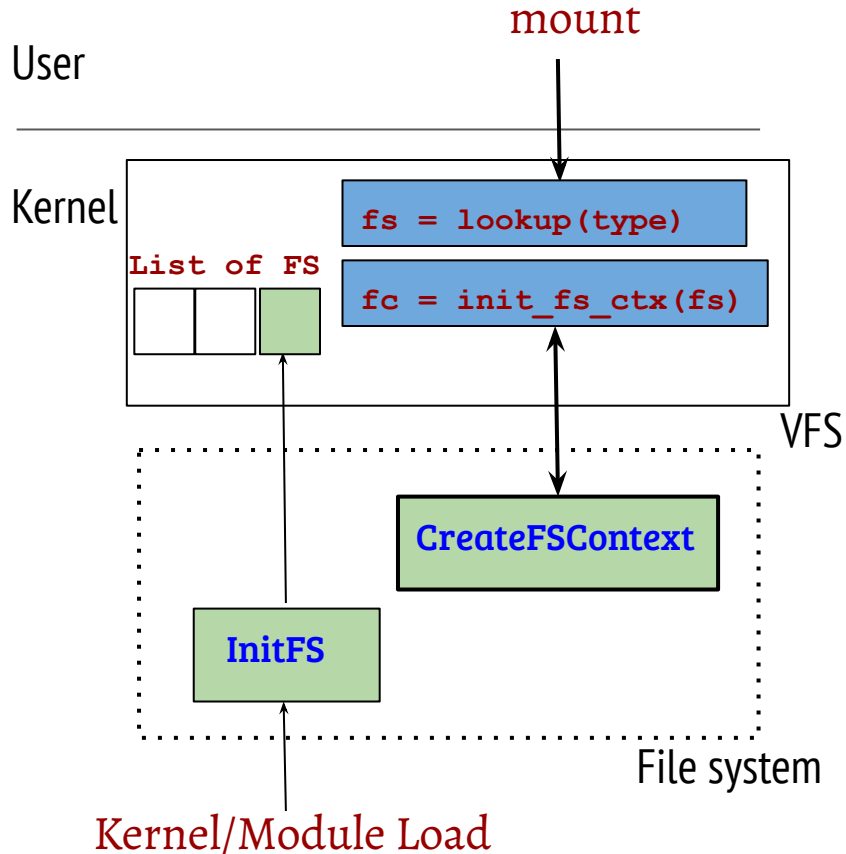 mount
User
Kernel
fs = lookup(type)
List of FS
fc = init_fs_ctx(fs)
VFS
CreateFSContext
InitFS
File system
Kernel/Module Load